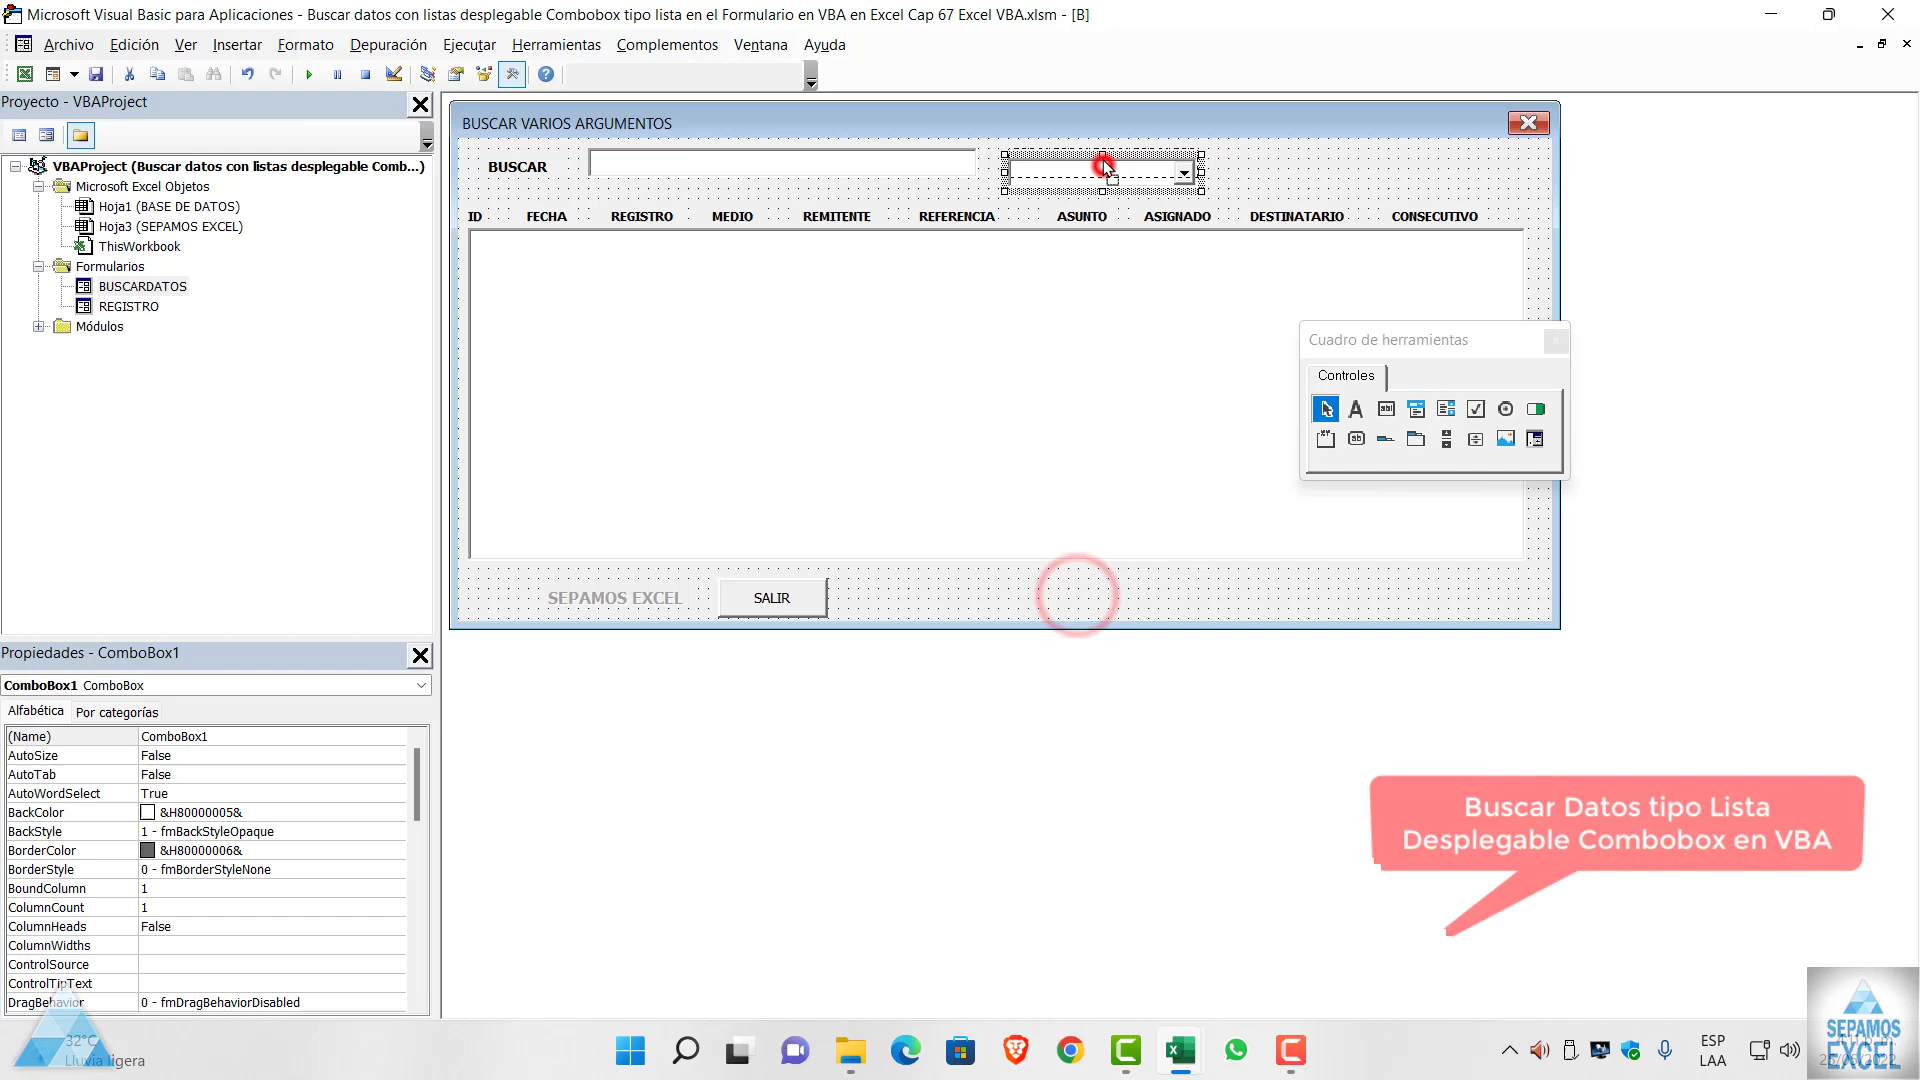 Microsoft Visual Basic para Aplicaciones - Buscar datos con listas desplegable Combobox tipo lista en el Formulario en VBA en Excel Cap 67 Excel VBA.xlsm - [B]
Archivo Edición Ver Insertar Formato Depuración Ejecutar Herramientas Complementos Ventana Ayuda
Proyecto - VBAProject
VBAProject (Buscar datos con listas desplegable Comb...)
Microsoft Excel Objetos
Hoja1 (BASE DE DATOS)
Hoja3 (SEPAMOS EXCEL)
ThisWorkbook
Formularios
BUSCARDATOS
REGISTRO
Módulos
BUSCAR VARIOS ARGUMENTOS
BUSCAR
ID FECHA REGISTRO MEDIO REMITENTE REFERENCIA ASUNTO ASIGNADO DESTINATARIO CONSECUTIVO
SEPAMOS EXCEL
SALIR
Cuadro de herramientas
Controles
Propiedades - ComboBox1
ComboBox1 ComboBox
Alfabética Por categorías
(Name) ComboBox1
AutoSize False
AutoTab False
AutoWordSelect True
BackColor &H80000005&
BackStyle 1 - fmBackStyleOpaque
BorderColor &H80000006&
BorderStyle 0 - fmBorderStyleNone
BoundColumn 1
ColumnCount 1
ColumnHeads False
ColumnWidths
ControlSource
ControlTipText
DragBehavior 0 - fmDragBehaviorDisabled
Buscar Datos tipo Lista
Desplegable Combobox en VBA
32°C
Lluvia ligera
ESP
LAA
SEPAMOS
EXCEL